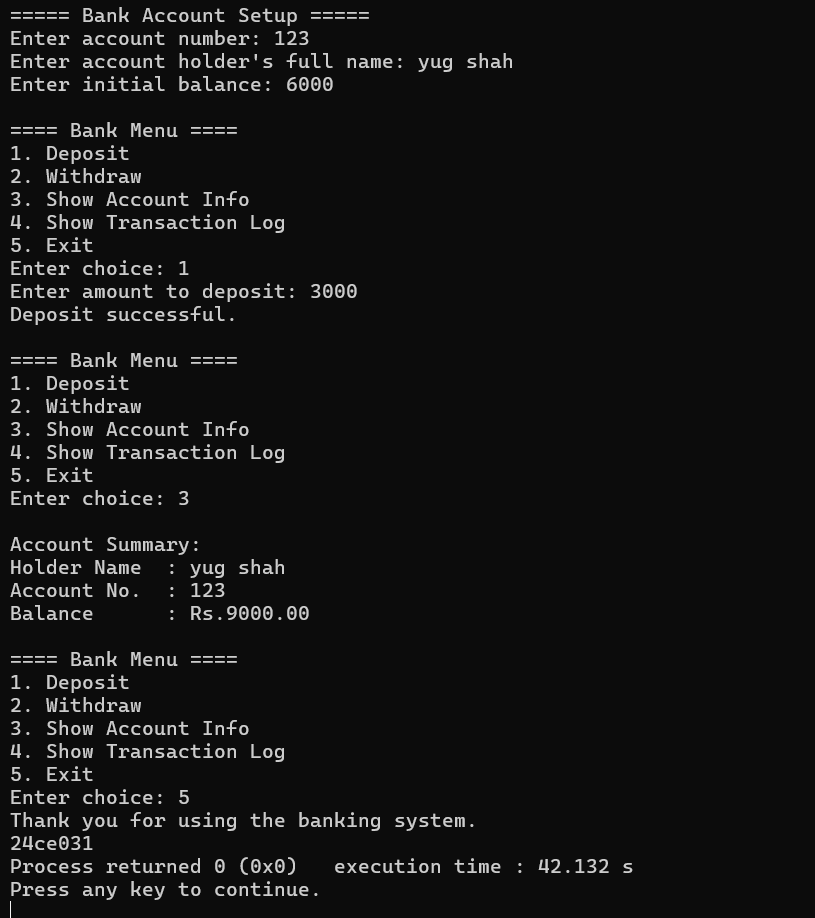 ===== Bank Account Setup =====
Enter account number: 123
Enter account holder's full name: yug shah
Enter initial balance: 6000

==== Bank Menu ====
1. Deposit
2. Withdraw
3. Show Account Info
4. Show Transaction Log
5. Exit
Enter choice: 1
Enter amount to deposit: 3000
Deposit successful.

==== Bank Menu ====
1. Deposit
2. Withdraw
3. Show Account Info
4. Show Transaction Log
5. Exit
Enter choice: 3

Account Summary:
Holder Name  : yug shah
Account No.  : 123
Balance      : Rs.9000.00

==== Bank Menu ====
1. Deposit
2. Withdraw
3. Show Account Info
4. Show Transaction Log
5. Exit
Enter choice: 5
Thank you for using the banking system.
24ce031
Process returned 0 (0x0)   execution time : 42.132 s
Press any key to continue.